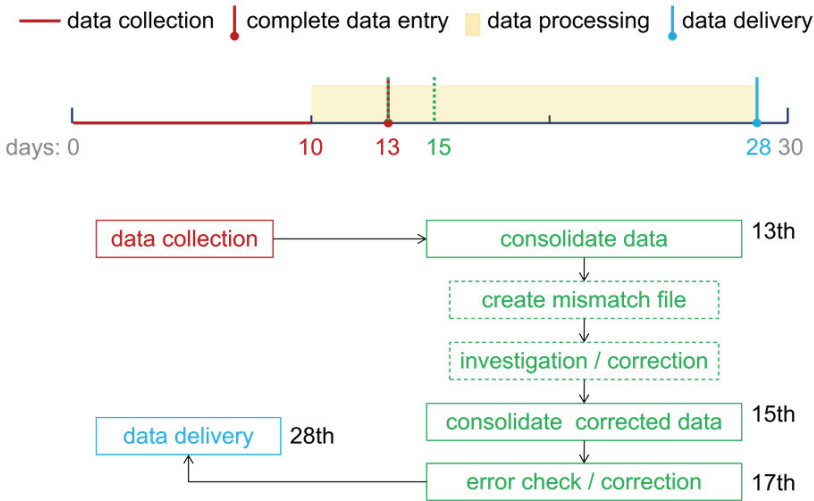 data collection complete data entry data processing data delivery
days: 0 10 13 15 28 30
data collection consolidate data 13th
create mismatch file
investigation / correction
data delivery 28th consolidate corrected data 15th
error check / correction 17th